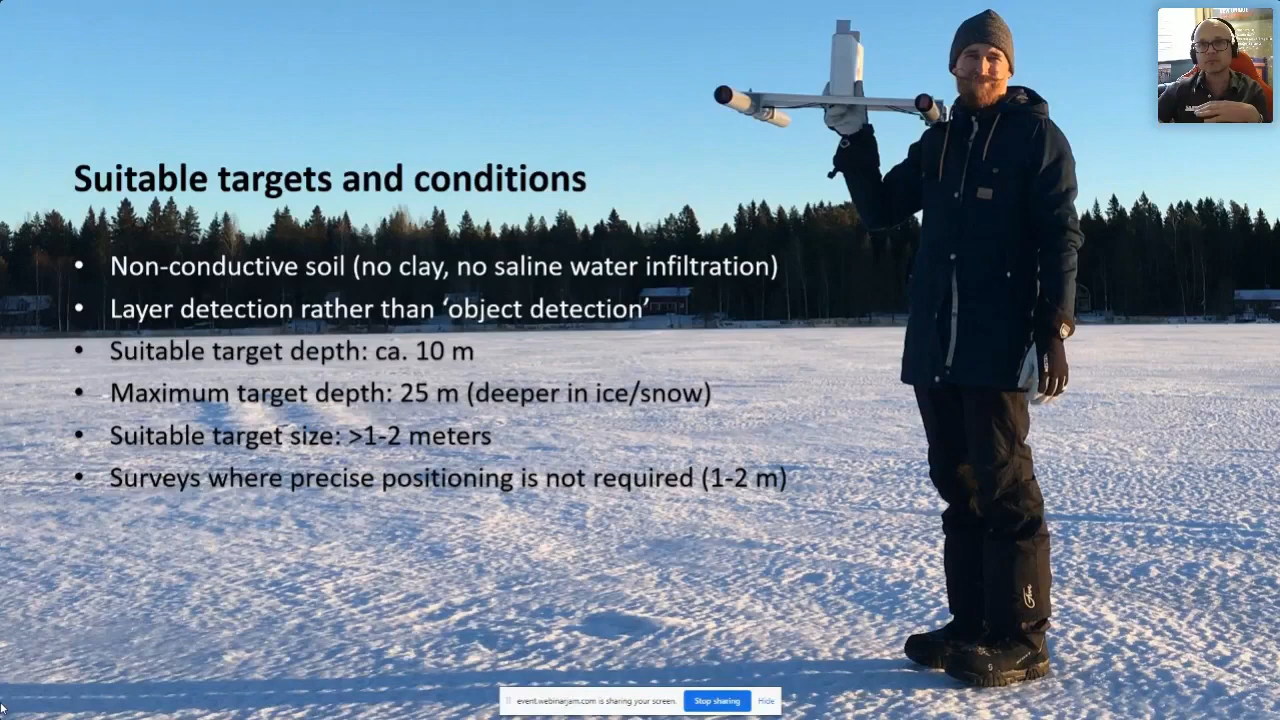 Suitable targets and conditions
• Non-conductive soil (no clay, no saline water infiltration)
• Layer detection rather than ‘object detection’
• Suitable target depth: ca. 10 m
• Maximum target depth: 25 m (deeper in ice/snow)
• Suitable target size: >1-2 meters
• Surveys where precise positioning is not required (1-2 m)
event.webinarjam.com is sharing your screen. Stop sharing Hide